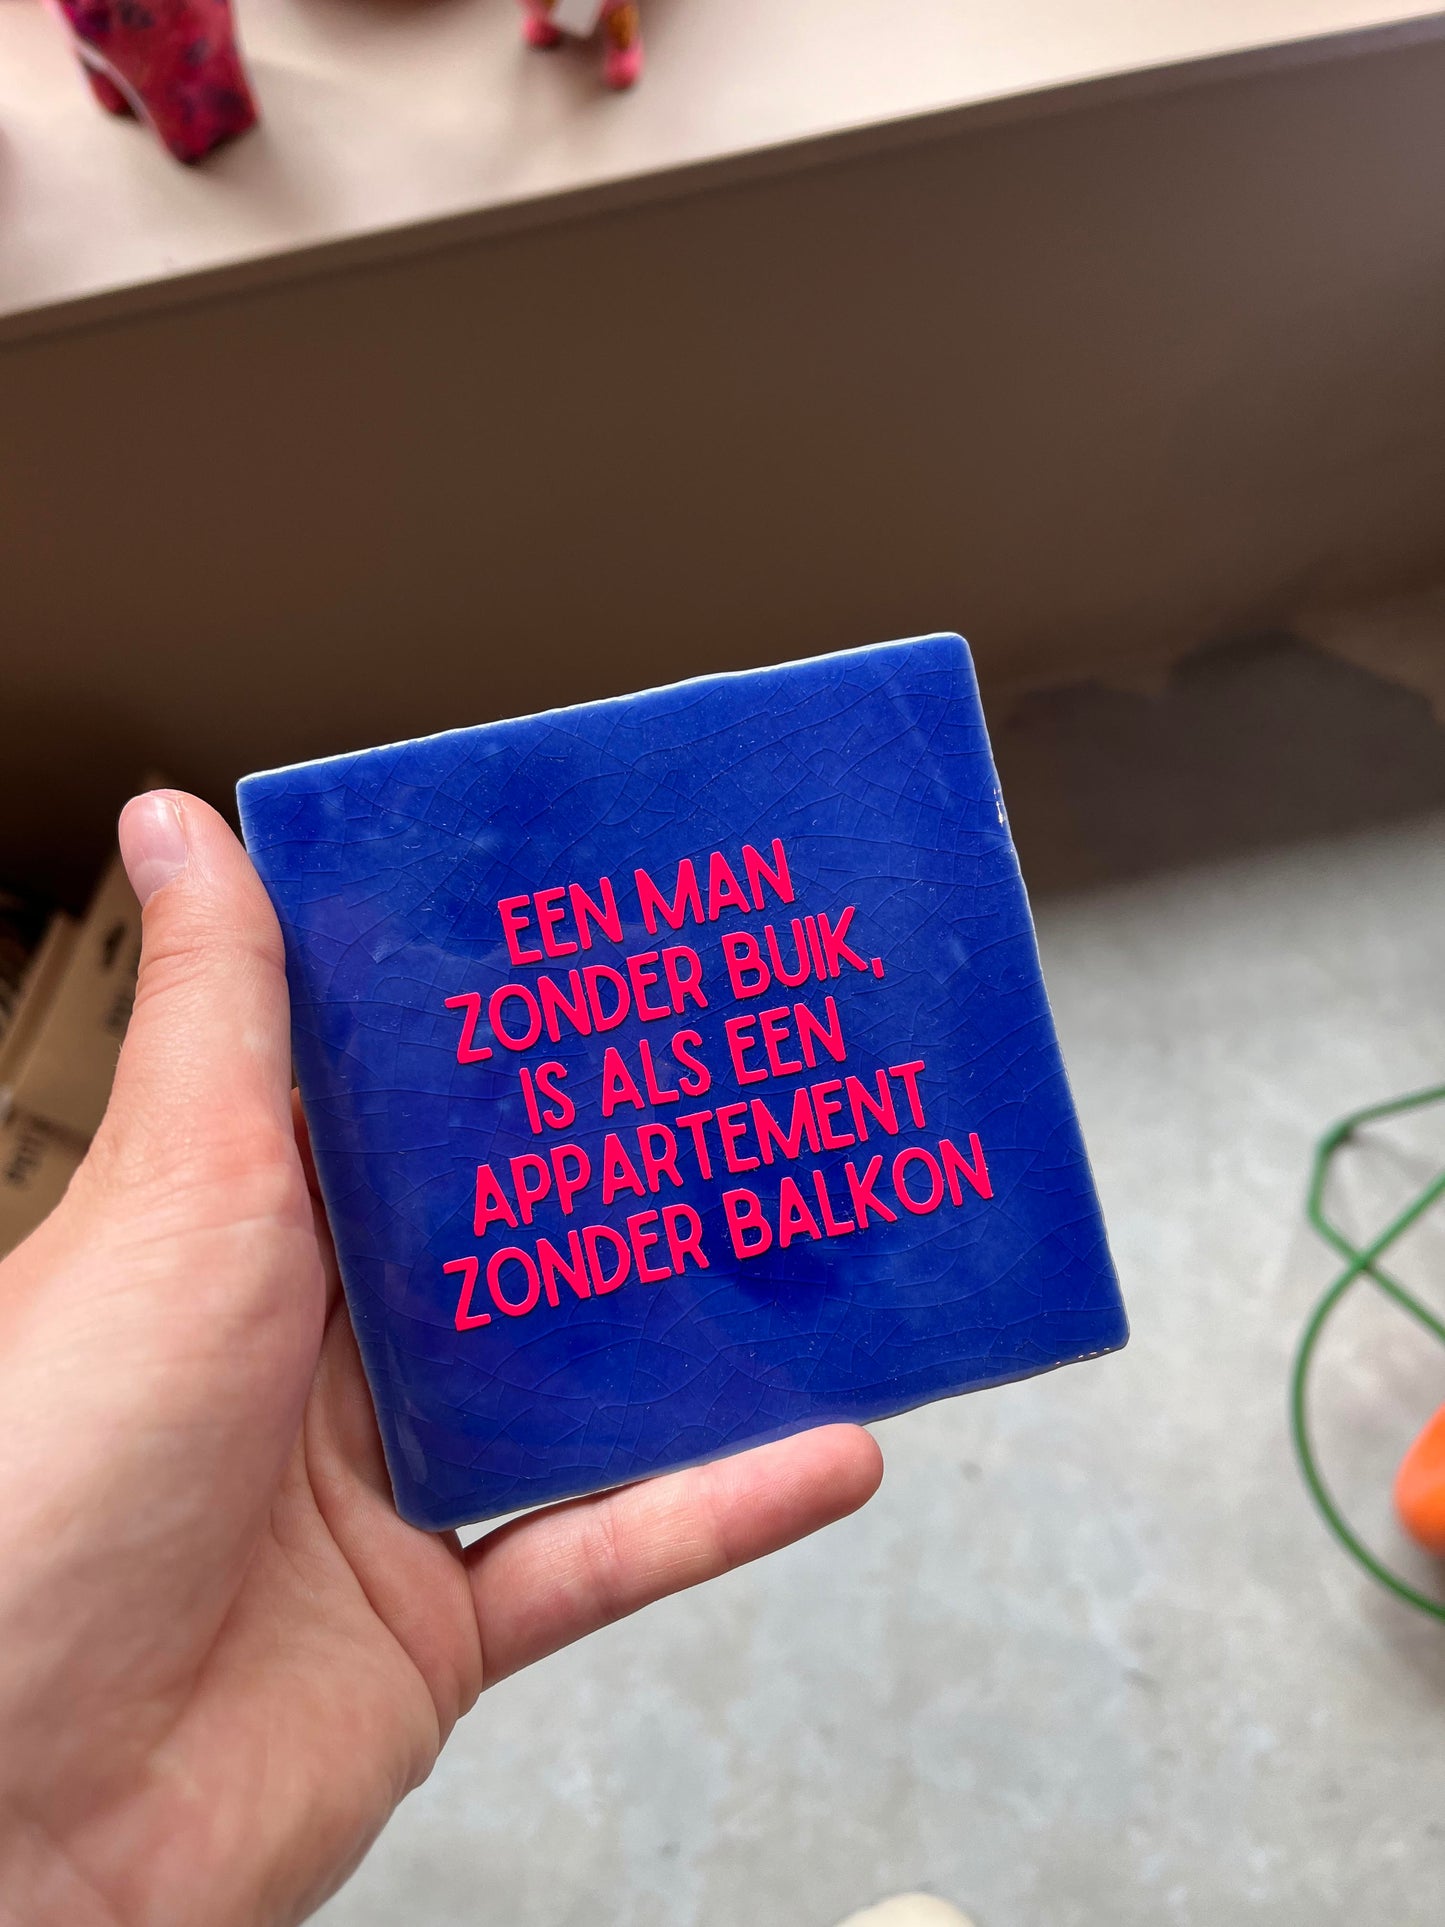 EEN MAN
ZONDER BUIK,
IS ALS EEN
APPARTEMENT
ZONDER BALKON